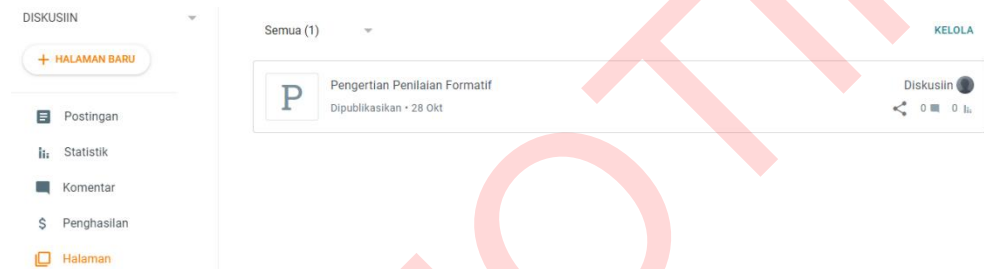 DISKUSIIN
+ HALAMAN BARU
Postingan
Statistik
Komentar
Penghasilan
Halaman
Semua (1)
KELOLA
P
Pengertian Penilaian Formatif
Diskusiin
Dipublikasikan • 28 Okt
0 0